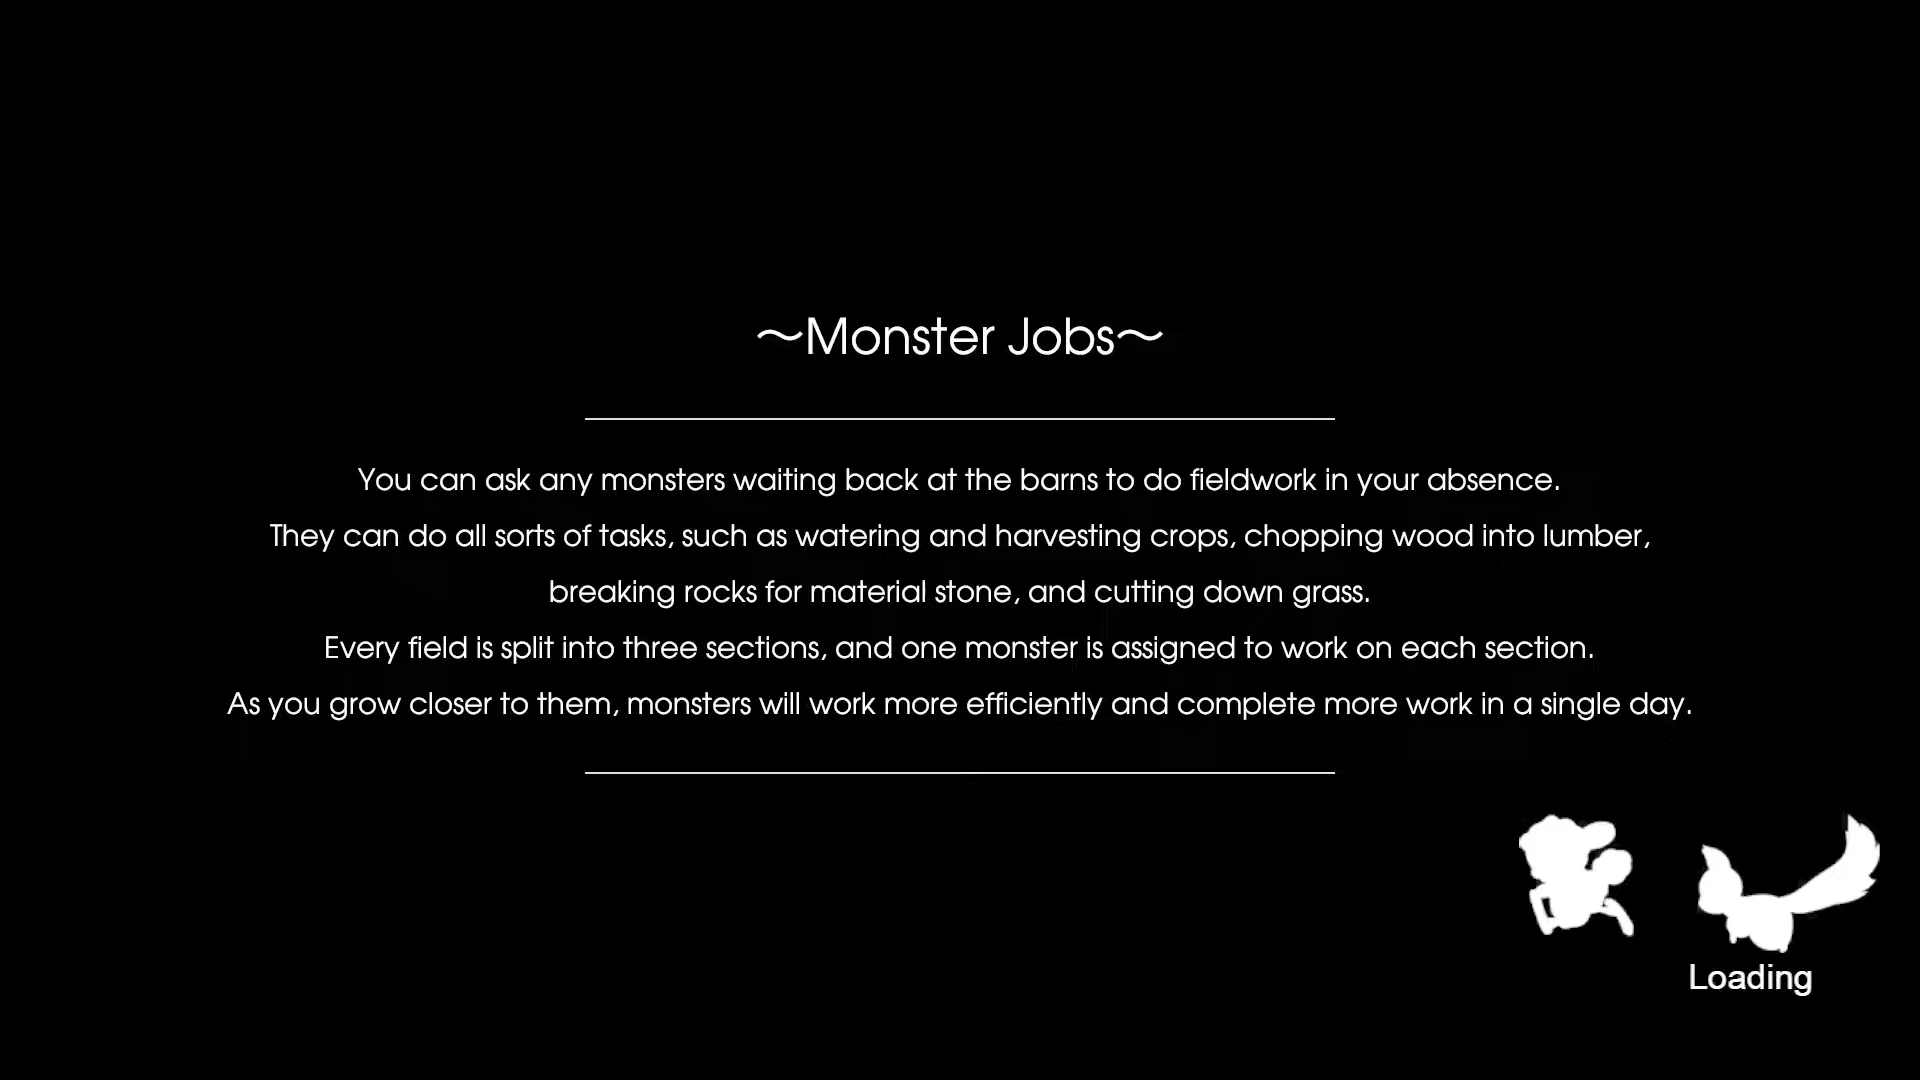 ～Monster Jobs～
You can ask any monsters waiting back at the barns to do fieldwork in your absence.
They can do all sorts of tasks, such as watering and harvesting crops, chopping wood into lumber,
breaking rocks for material stone, and cutting down grass.
Every field is split into three sections, and one monster is assigned to work on each section.
As you grow closer to them, monsters will work more efficiently and complete more work in a single day.
Loading